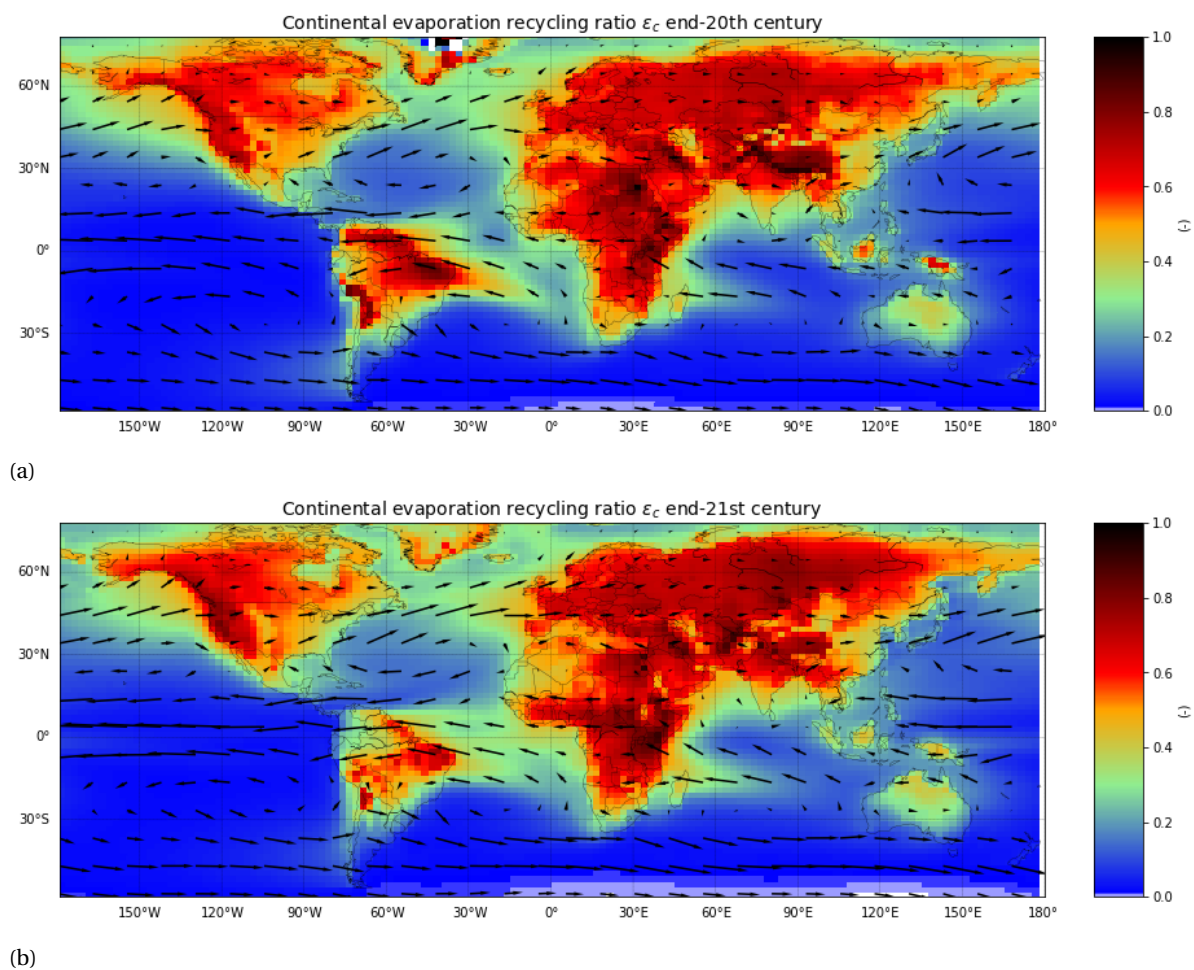 Continental evaporation recycling ratio εc end-20th century
60°N
30°N
0°
30°S
150°W 120°W 90°W 60°W 30°W 0° 30°E 60°E 90°E 120°E 150°E 180°
1.0
0.8
0.6
0.4
0.2
0.0
(-)
(a)
Continental evaporation recycling ratio εc end-21st century
60°N
30°N
0°
30°S
150°W 120°W 90°W 60°W 30°W 0° 30°E 60°E 90°E 120°E 150°E 180°
1.0
0.8
0.6
0.4
0.2
0.0
(-)
(b)